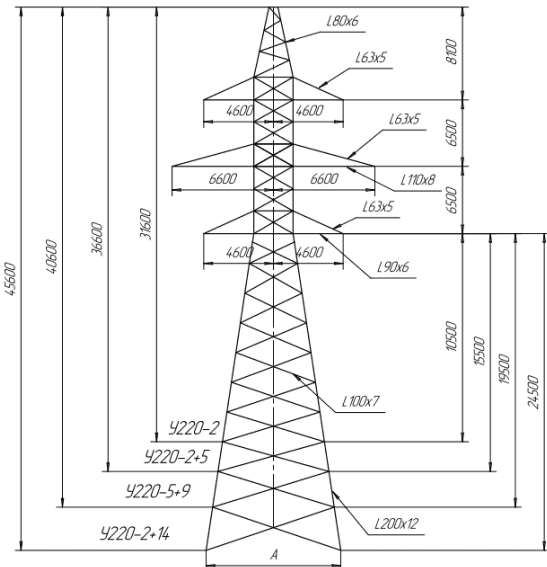 L80x6
L63x5
8100
4600 4600
L63x5
6500
6600 6600
L110x8
L63x5
6500
4600 4600
L90x6
45600
40600
36600
31600
10500
15500
19500
24500
L100x7
У220-2
У220-2+5
У220-5+9
L200x12
У220-2+14
A